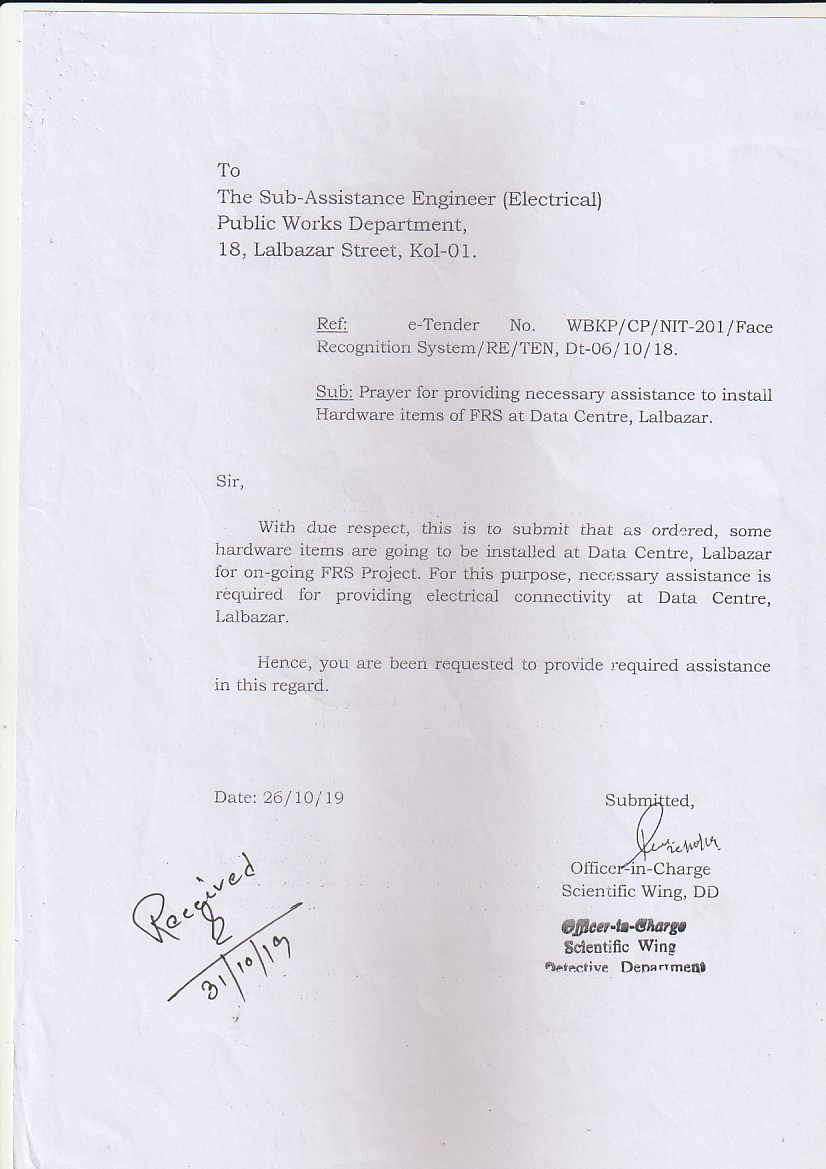 To
The Sub-Assistance Engineer (Electrical)
Public Works Department,
18, Lalbazar Street, Kol-01.
Ref: e-Tender No. WBKP/CP/NIT-201/Face
Recognition System/RE/TEN, Dt-06/10/18.
Sub: Prayer for providing necessary assistance to install
Hardware items of FRS at Data Centre, Lalbazar.
Sir,
With due respect, this is to submit that as ordered, some
hardware items are going to be installed at Data Centre, Lalbazar
for on-going FRS Project. For this purpose, necessary assistance is
required for providing electrical connectivity at Data Centre,
Lalbazar.
Hence, you are been requested to provide required assistance
in this regard.
Date: 26/10/19
Submitted,
Officer-in-Charge
Scientific Wing, DD
Officer-in-Charge
Scientific Wing
Detective Department
Received
31/10/19